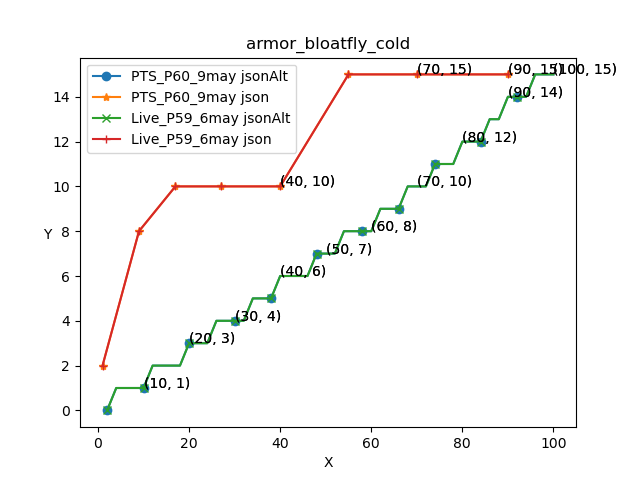 armor_bloatfly_cold
PTS_P60_9may jsonAlt
PTS_P60_9may json
Live_P59_6may jsonAlt
Live_P59_6may json
(70, 15)
(90, 15)
(100, 15)
(90, 14)
(80, 12)
(40, 10)
(70, 10)
(60, 8)
(50, 7)
(40, 6)
(30, 4)
(20, 3)
(10, 1)
Y
14
12
10
8
6
4
2
0
0 20 40 60 80 100
X